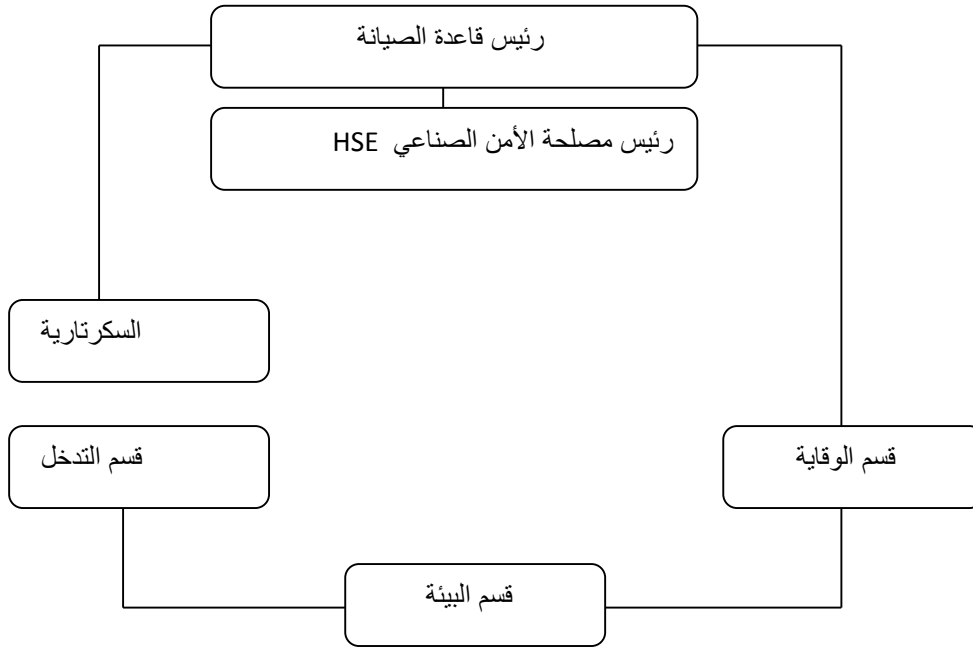 رئيس قاعدة الصيانة
رئيس مصلحة الأمن الصناعي HSE
السكرتارية
قسم الوقاية
قسم التدخل
قسم البيئة